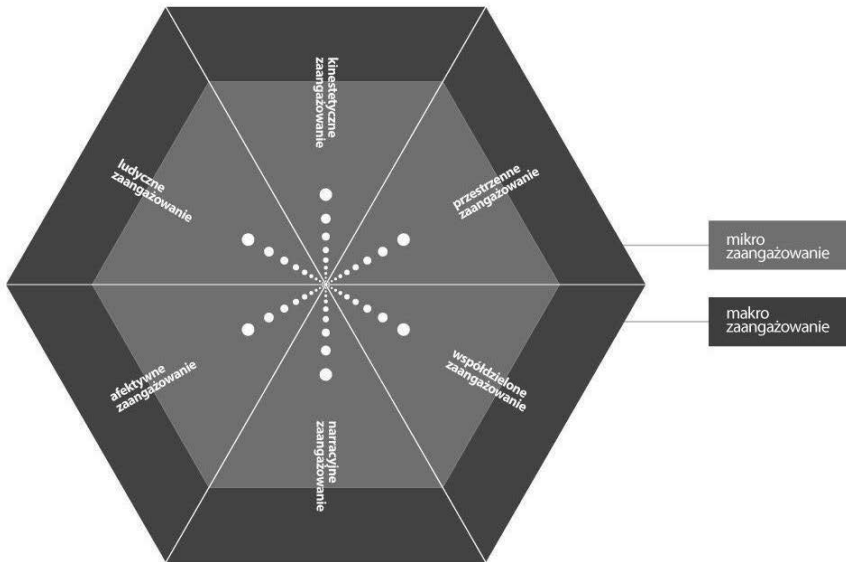 kinestetyczne
zaangażowanie
ludyczne
zaangażowanie
przestrzenne
zaangażowanie
mikro
zaangażowanie
makro
zaangażowanie
afektywne
zaangażowanie
współdzielone
zaangażowanie
narracyjne
zaangażowanie